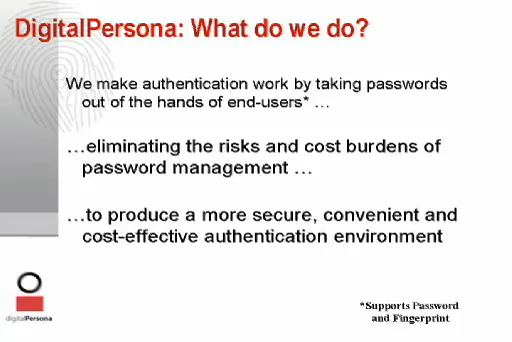 DigitalPersona: What do we do?
We make authentication work by taking passwords
out of the hands of end-users* …
…eliminating the risks and cost burdens of
password management …
…to produce a more secure, convenient and
cost-effective authentication environment
*Supports Password
and Fingerprint
digitalPersona